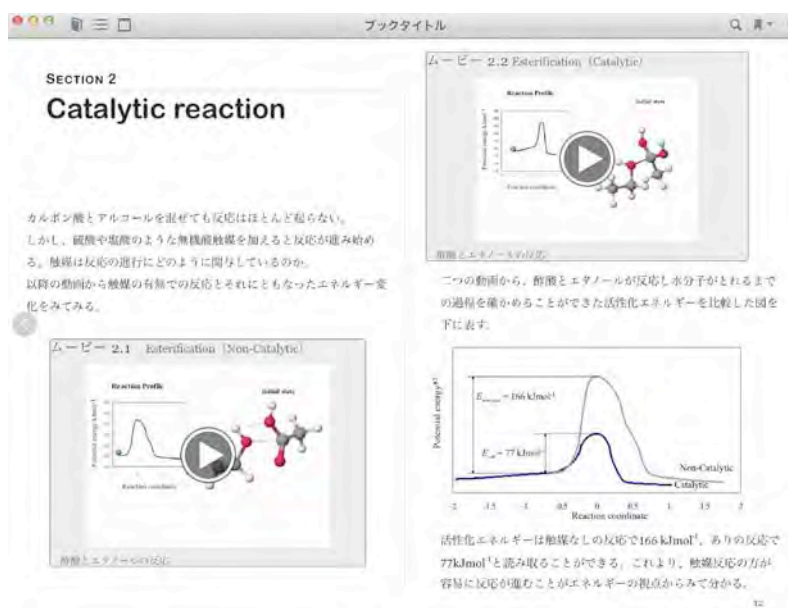 ブックタイトル
SECTION 2
Catalytic reaction
カルボン酸とアルコールを混ぜても反応はほとんど起らない。
しかし、硫酸や塩酸のような無機酸触媒を加えると反応が進み始め
る。触媒は反応の進行にどのように関与しているのか。
以降の動画から触媒の有無での反応とそれにともなったエネルギー変
化をみてみる。
ムービー 2.1 Esterification (Non-Catalytic)
Reaction Profile
Initial state
Potential energy kJmol⁻¹
Reaction coordinate
酢酸とエタノールの反応
ムービー 2.2 Esterification (Catalytic)
Reaction Profile
Initial state
Potential energy kJmol⁻¹
Reaction coordinate
酢酸とエタノールの反応
二つの動画から、酢酸とエタノールが反応し水分子がとれるまで
の過程を確かめることができた活性化エネルギーを比較した図を
下に表す。
Potential energy
= 166 kJmol⁻¹
= 77 kJmol⁻¹
Non-Catalytic
Catalytic
-2 -1.5 -1 -0.5 0 0.5 1 1.5 2
Reaction coordinate
活性化エネルギーは触媒なしの反応で166 kJmol⁻¹、ありの反応で
77kJmol⁻¹と読み取ることができる。これより、触媒反応の方が
容易に反応が進むことがエネルギーの視点からみて分かる。
12